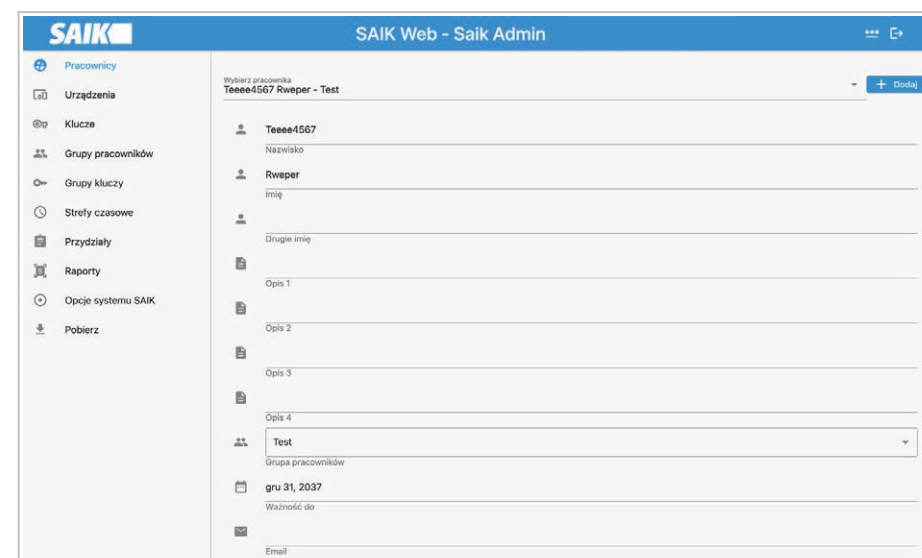 SAIK
SAIK Web - Saik Admin
Pracownicy
Urządzenia
Klucze
Grupy pracowników
Grupy kluczy
Strefy czasowe
Przydziały
Raporty
Opcje systemu SAIK
Pobierz
Wybierz pracownika
Teeee4567 Rweper - Test
+ Dodaj
Teeee4567
Nazwisko
Rweper
Imię
Drugie imię
Opis 1
Opis 2
Opis 3
Opis 4
Test
Grupa pracowników
gru 31, 2037
Ważność do
Email